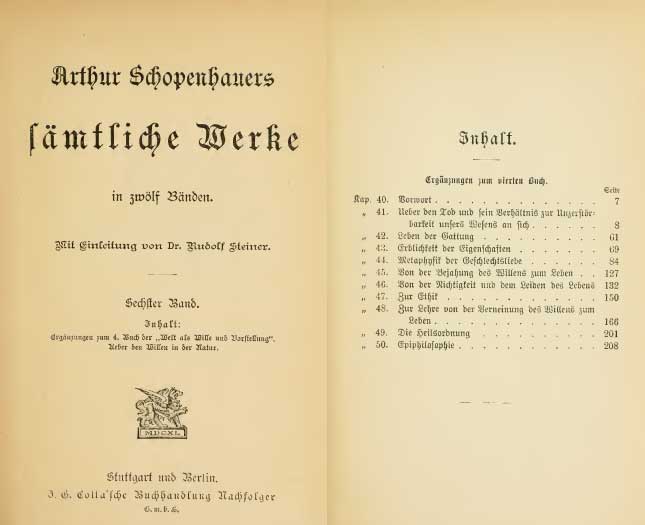 Arthur Schopenhauers
sämtliche Werke
in zwölf Bänden.
Mit Einleitung von Dr. Rudolf Steiner.
Sechster Band.
Inhalt:
Ergänzungen zum 4. Buch der „Welt als Wille und Vorstellung“.
Ueber den Willen in der Natur.
MDCXL
Stuttgart und Berlin.
J. G. Cotta'sche Buchhandlung Nachfolger
G. m. b. H.
Inhalt.
Ergänzungen zum vierten Buch.
Seite
Kap. 40. Vorwort . . . . . . . . . . . . . . 7
„ 41. Ueber den Tod und sein Verhältnis zur Unzerstör-
barkeit unsers Wesens an sich . . . . . . . 8
„ 42. Leben der Gattung . . . . . . . . . . . 61
„ 43. Erblichkeit der Eigenschaften . . . . . . . . 69
„ 44. Metaphysik der Geschlechtsliebe . . . . . . . 84
„ 45. Von der Bejahung des Willens zum Leben . . 127
„ 46. Von der Nichtigkeit und dem Leiden des Lebens 132
„ 47. Zur Ethik . . . . . . . . . . . . . . 150
„ 48. Zur Lehre von der Verneinung des Willens zum
Leben . . . . . . . . . . . . . . . 166
„ 49. Die Heilsordnung . . . . . . . . . . . 201
„ 50. Epiphilosophie . . . . . . . . . . . . . 208